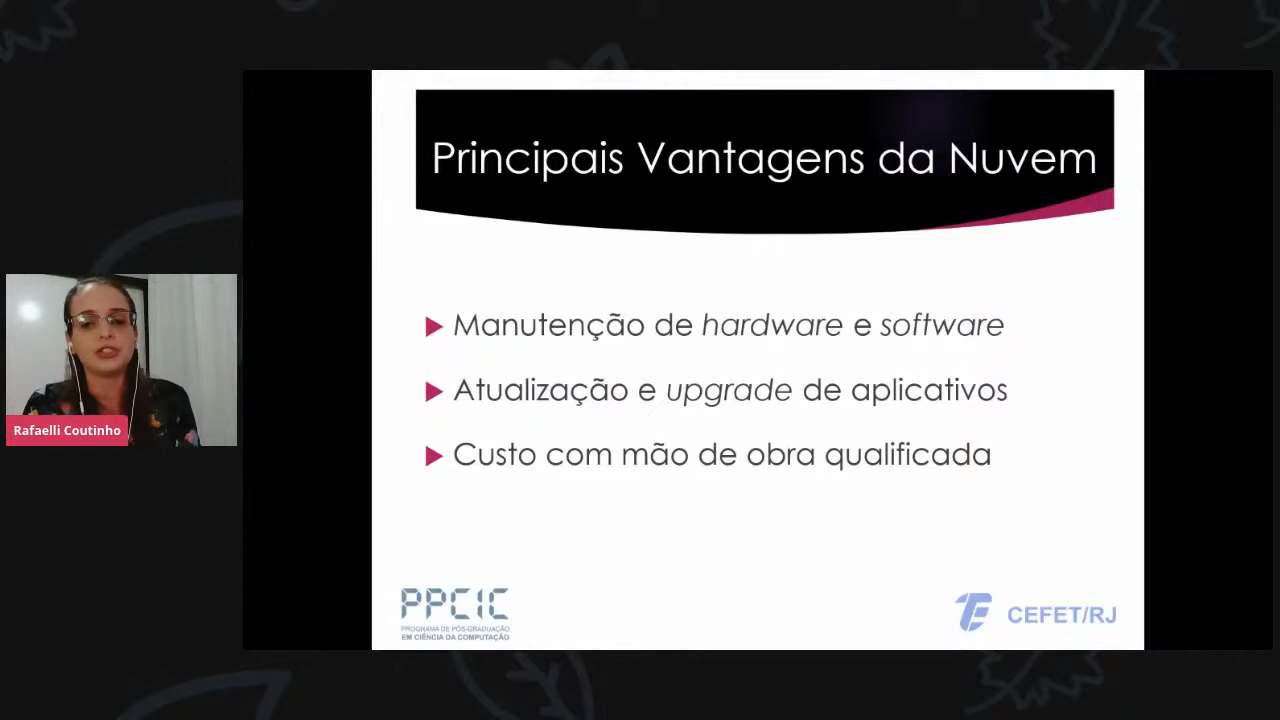 Principais Vantagens da Nuvem
Manutenção de hardware e software
Atualização e upgrade de aplicativos
Custo com mão de obra qualificada
Rafaelli Coutinho
PPCIC
PROGRAMA DE PÓS-GRADUAÇÃO
EM CIÊNCIA DA COMPUTAÇÃO
CEFET/RJ